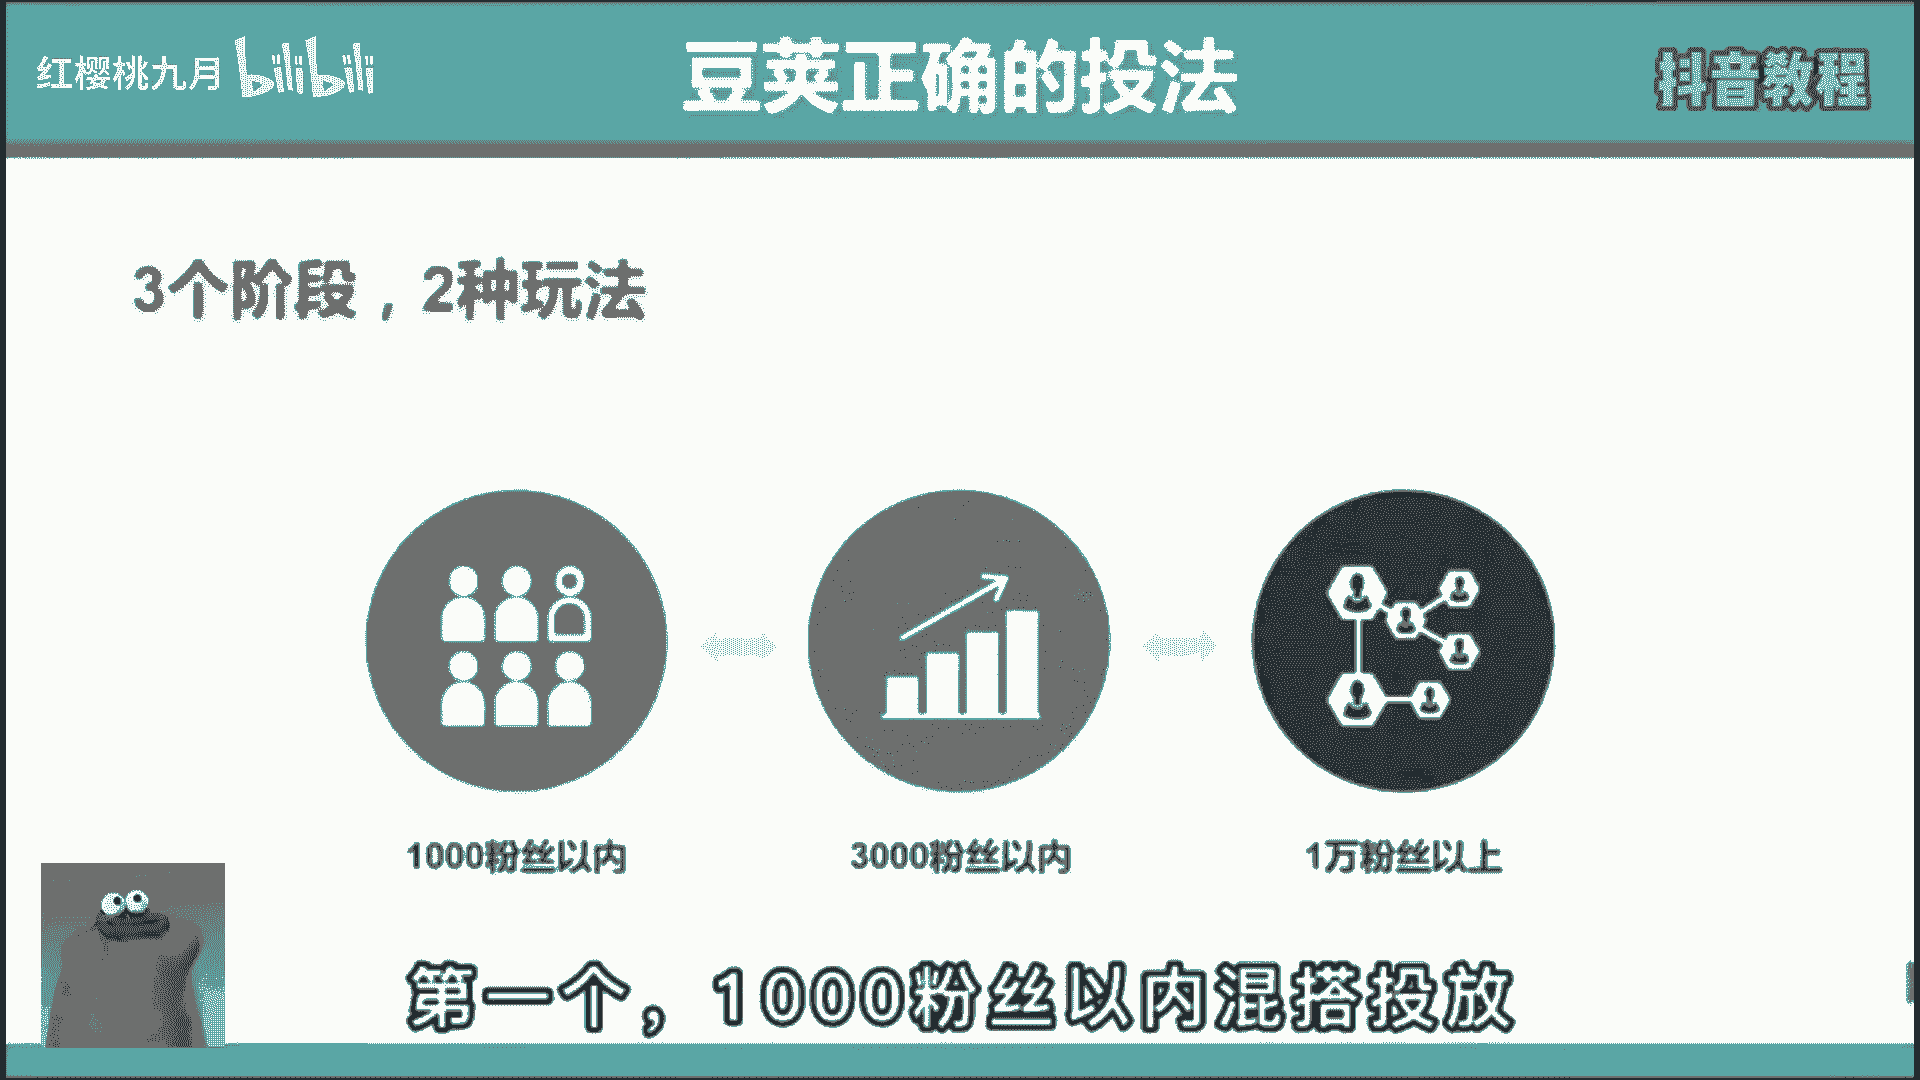 红樱桃九月 bilibili
豆荚正确的投法
抖音教程
3个阶段，2种玩法
1000粉丝以内
3000粉丝以内
1万粉丝以上
第一个，1000粉丝以内混搭投放